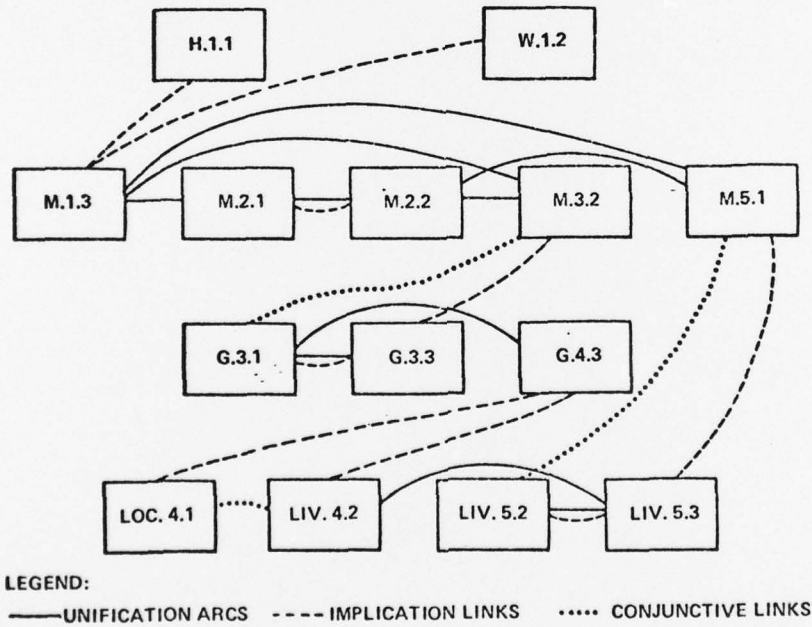 H.1.1
W.1.2
M.1.3
M.2.1
M.2.2
M.3.2
M.5.1
G.3.1
G.3.3
G.4.3
LOC. 4.1
LIV. 4.2
LIV. 5.2
LIV. 5.3
LEGEND:
UNIFICATION ARCS
IMPLICATION LINKS
CONJUNCTIVE LINKS